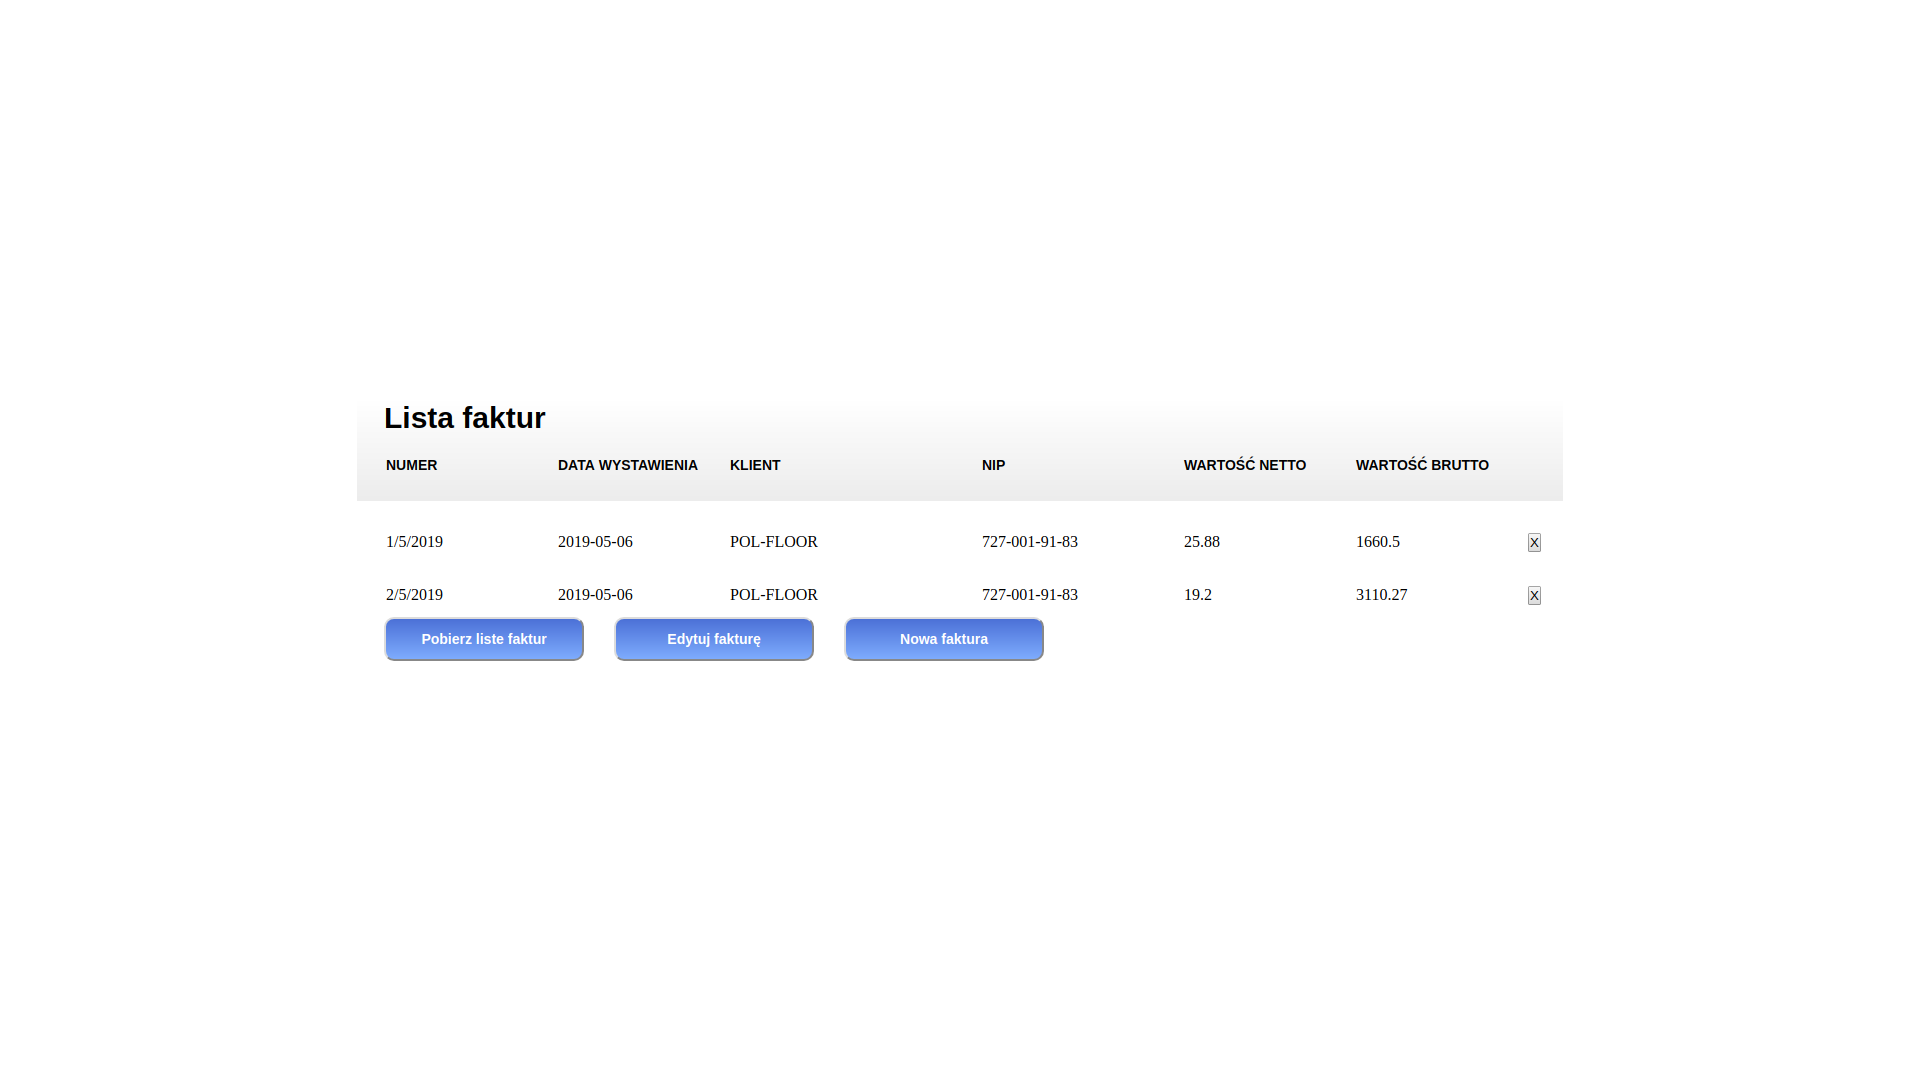 Lista faktur
NUMER DATA WYSTAWIENIA KLIENT NIP WARTOŚĆ NETTO WARTOŚĆ BRUTTO
1/5/2019 2019-05-06 POL-FLOOR 727-001-91-83 25.88 1660.5 X
2/5/2019 2019-05-06 POL-FLOOR 727-001-91-83 19.2 3110.27 X
Pobierz liste faktur Edytuj fakturę Nowa faktura